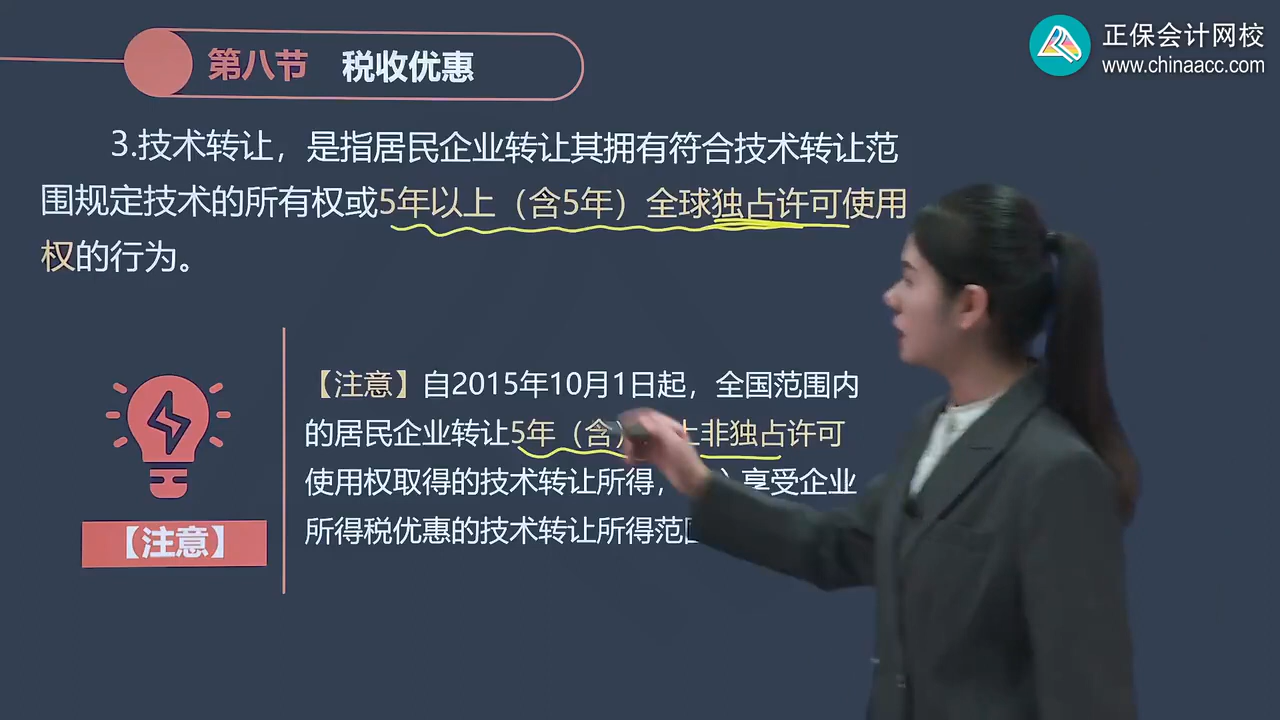 第八节 税收优惠
正保会计网校
www.chinaacc.com
3.技术转让，是指居民企业转让其拥有符合技术转让范
围规定技术的所有权或5年以上（含5年）全球独占许可使用
权的行为。
【注意】自2015年10月1日起，全国范围内
的居民企业转让5年（含）上非独占许可
使用权取得的技术转让所得，享受企业
所得税优惠的技术转让所得范
【注意】